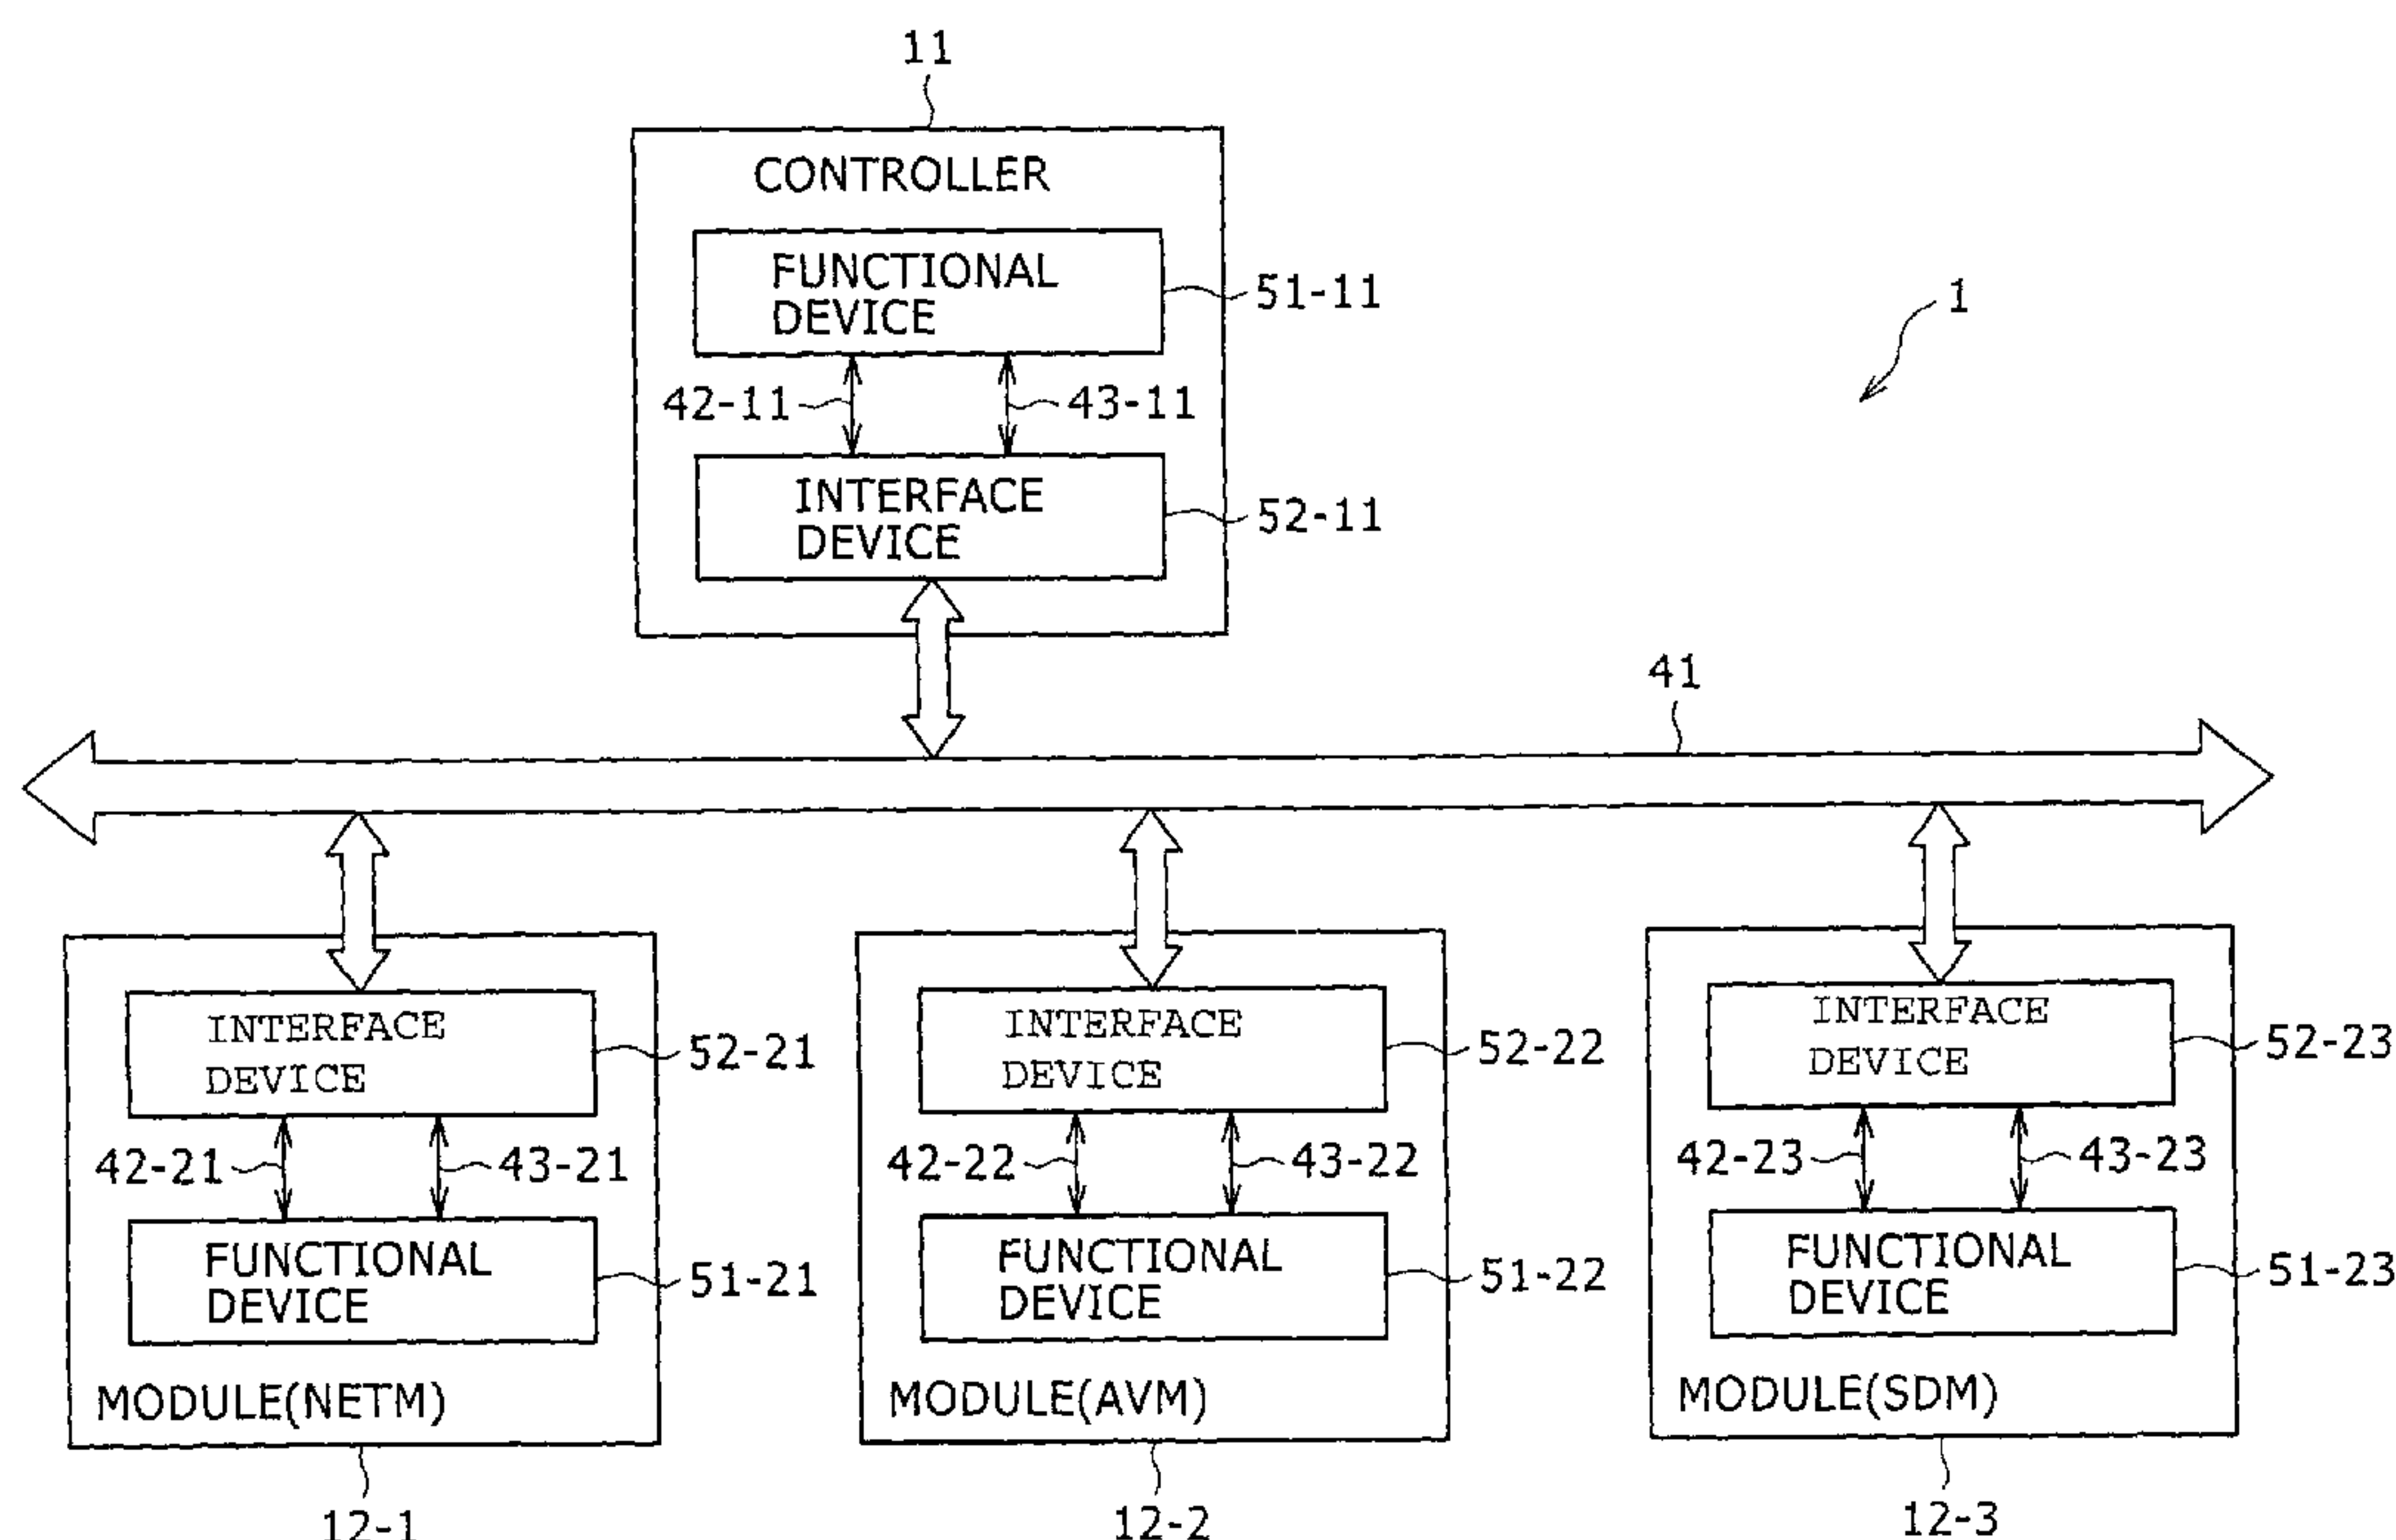 11
CONTROLLER
FUNCTIONAL
DEVICE
51-11
1
42-11
43-11
INTERFACE
DEVICE
52-11
41
INTERFACE
DEVICE
52-21
INTERFACE
DEVICE
52-22
INTERFACE
DEVICE
52-23
42-21
43-21
42-22
43-22
42-23
43-23
FUNCTIONAL
DEVICE
51-21
FUNCTIONAL
DEVICE
51-22
FUNCTIONAL
DEVICE
51-23
MODULE(NETM)
MODULE(AVM)
MODULE(SDM)
12-1
12-2
12-3